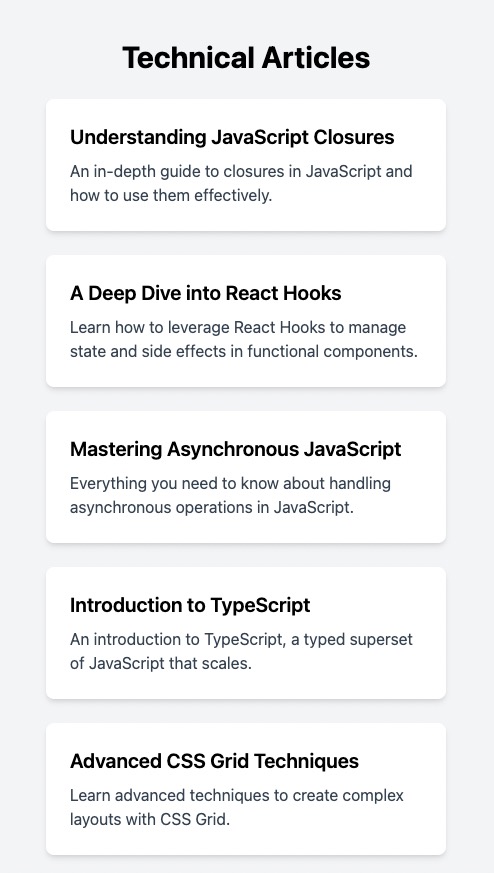 Technical Articles
Understanding JavaScript Closures
An in-depth guide to closures in JavaScript and
how to use them effectively.
A Deep Dive into React Hooks
Learn how to leverage React Hooks to manage
state and side effects in functional components.
Mastering Asynchronous JavaScript
Everything you need to know about handling
asynchronous operations in JavaScript.
Introduction to TypeScript
An introduction to TypeScript, a typed superset
of JavaScript that scales.
Advanced CSS Grid Techniques
Learn advanced techniques to create complex
layouts with CSS Grid.